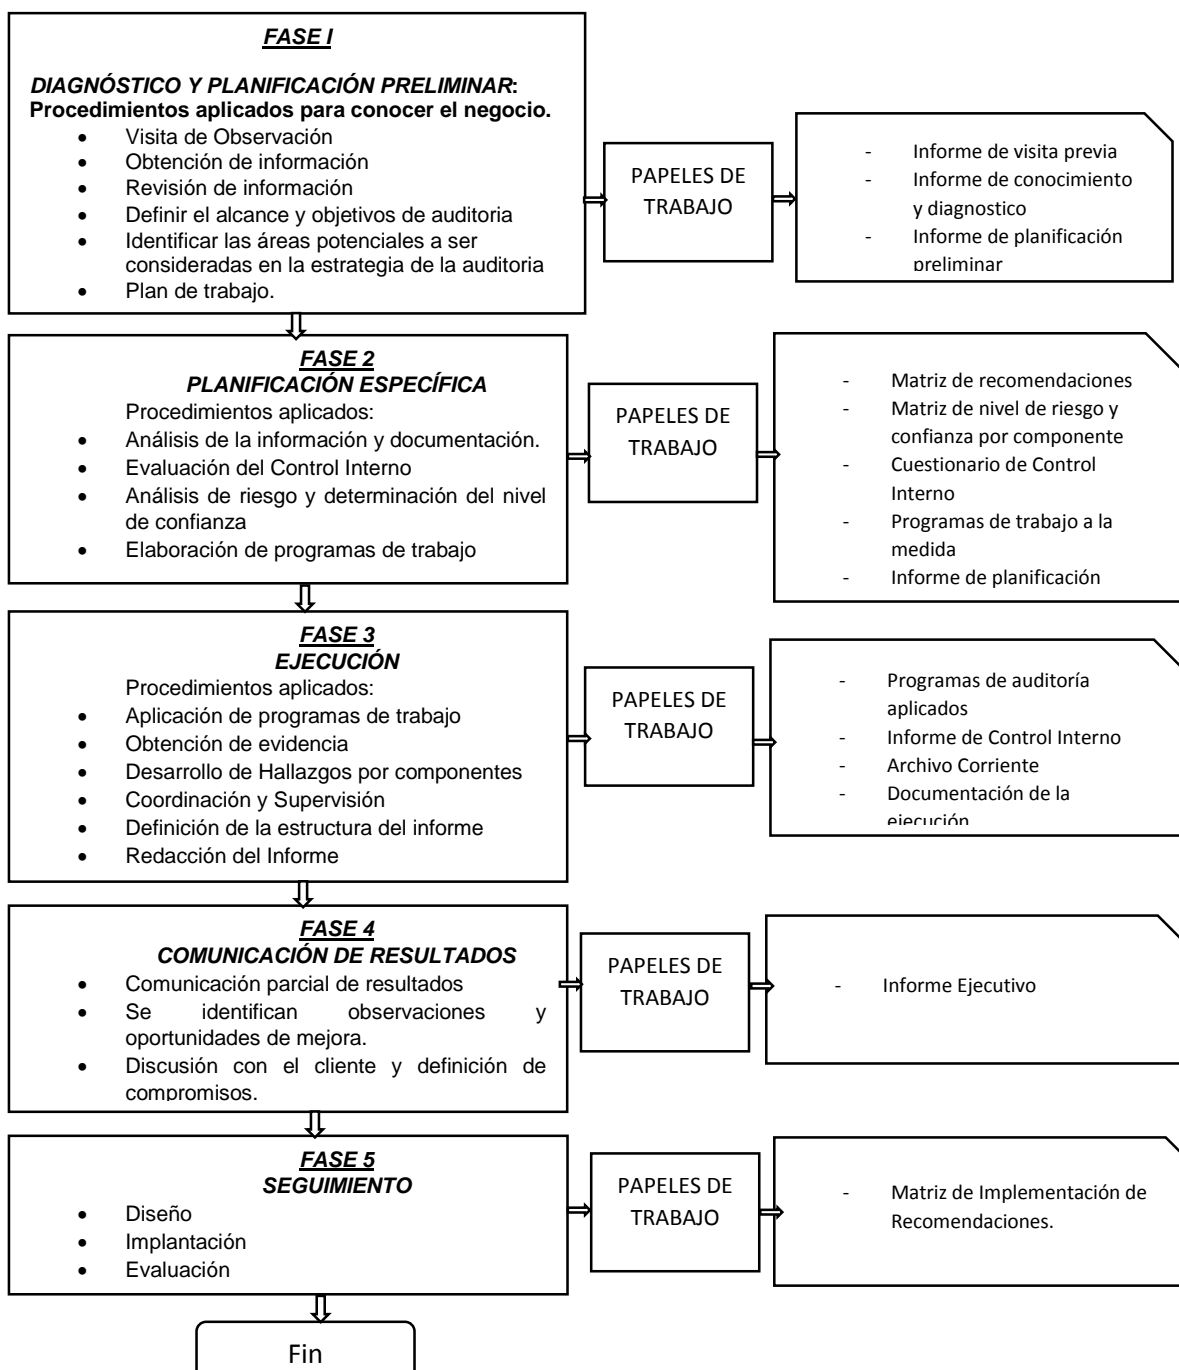 FASE I
DIAGNÓSTICO Y PLANIFICACIÓN PRELIMINAR:
Procedimientos aplicados para conocer el negocio.
• Visita de Observación
• Obtención de información
• Revisión de información
• Definir el alcance y objetivos de auditoria
• Identificar las áreas potenciales a ser
consideradas en la estrategia de la auditoria
• Plan de trabajo.
PAPELES DE
TRABAJO
- Informe de visita previa
- Informe de conocimiento
y diagnostico
- Informe de planificación
preliminar
FASE 2
PLANIFICACIÓN ESPECÍFICA
Procedimientos aplicados:
• Análisis de la información y documentación.
• Evaluación del Control Interno
• Análisis de riesgo y determinación del nivel
de confianza
• Elaboración de programas de trabajo
PAPELES DE
TRABAJO
- Matriz de recomendaciones
- Matriz de nivel de riesgo y
confianza por componente
- Cuestionario de Control
Interno
- Programas de trabajo a la
medida
- Informe de planificación
FASE 3
EJECUCIÓN
Procedimientos aplicados:
• Aplicación de programas de trabajo
• Obtención de evidencia
• Desarrollo de Hallazgos por componentes
• Coordinación y Supervisión
• Definición de la estructura del informe
• Redacción del Informe
PAPELES DE
TRABAJO
- Programas de auditoría
aplicados
- Informe de Control Interno
- Archivo Corriente
- Documentación de la
ejecución
FASE 4
COMUNICACIÓN DE RESULTADOS
• Comunicación parcial de resultados
• Se identifican observaciones y
oportunidades de mejora.
• Discusión con el cliente y definición de
compromisos.
PAPELES DE
TRABAJO
- Informe Ejecutivo
FASE 5
SEGUIMIENTO
• Diseño
• Implantación
• Evaluación
PAPELES DE
TRABAJO
- Matriz de Implementación de
Recomendaciones.
Fin